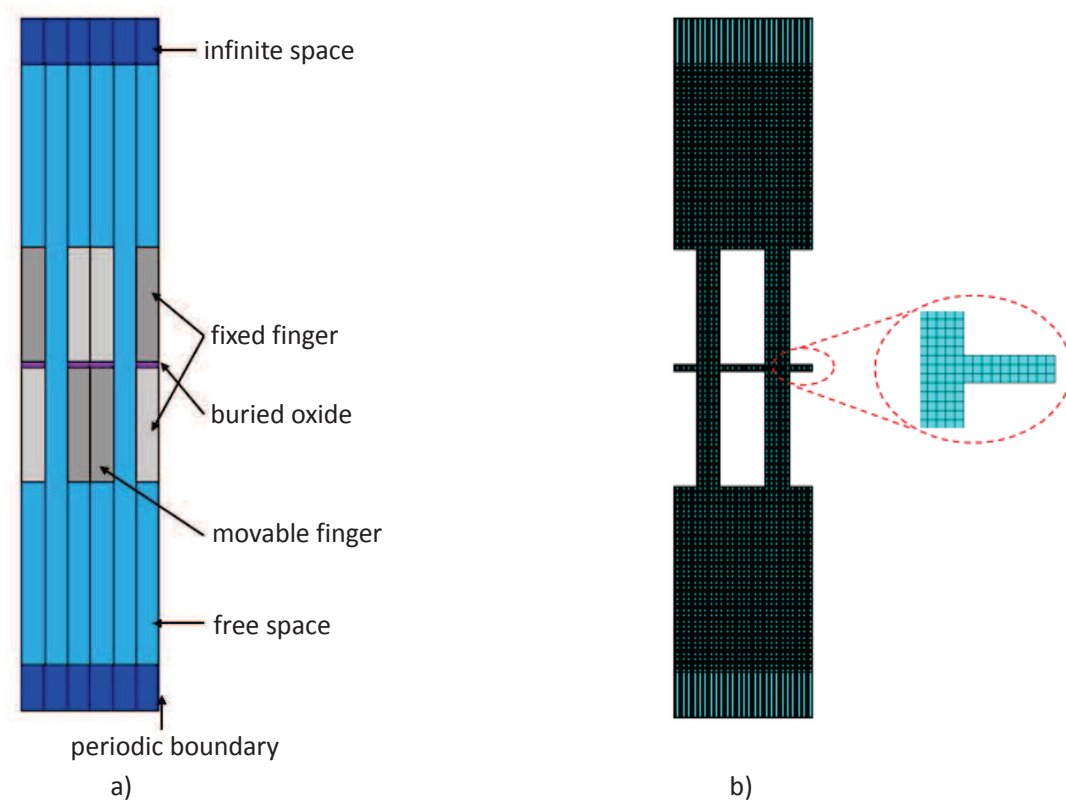 infinite space
fixed finger
buried oxide
movable finger
free space
periodic boundary
a)
b)